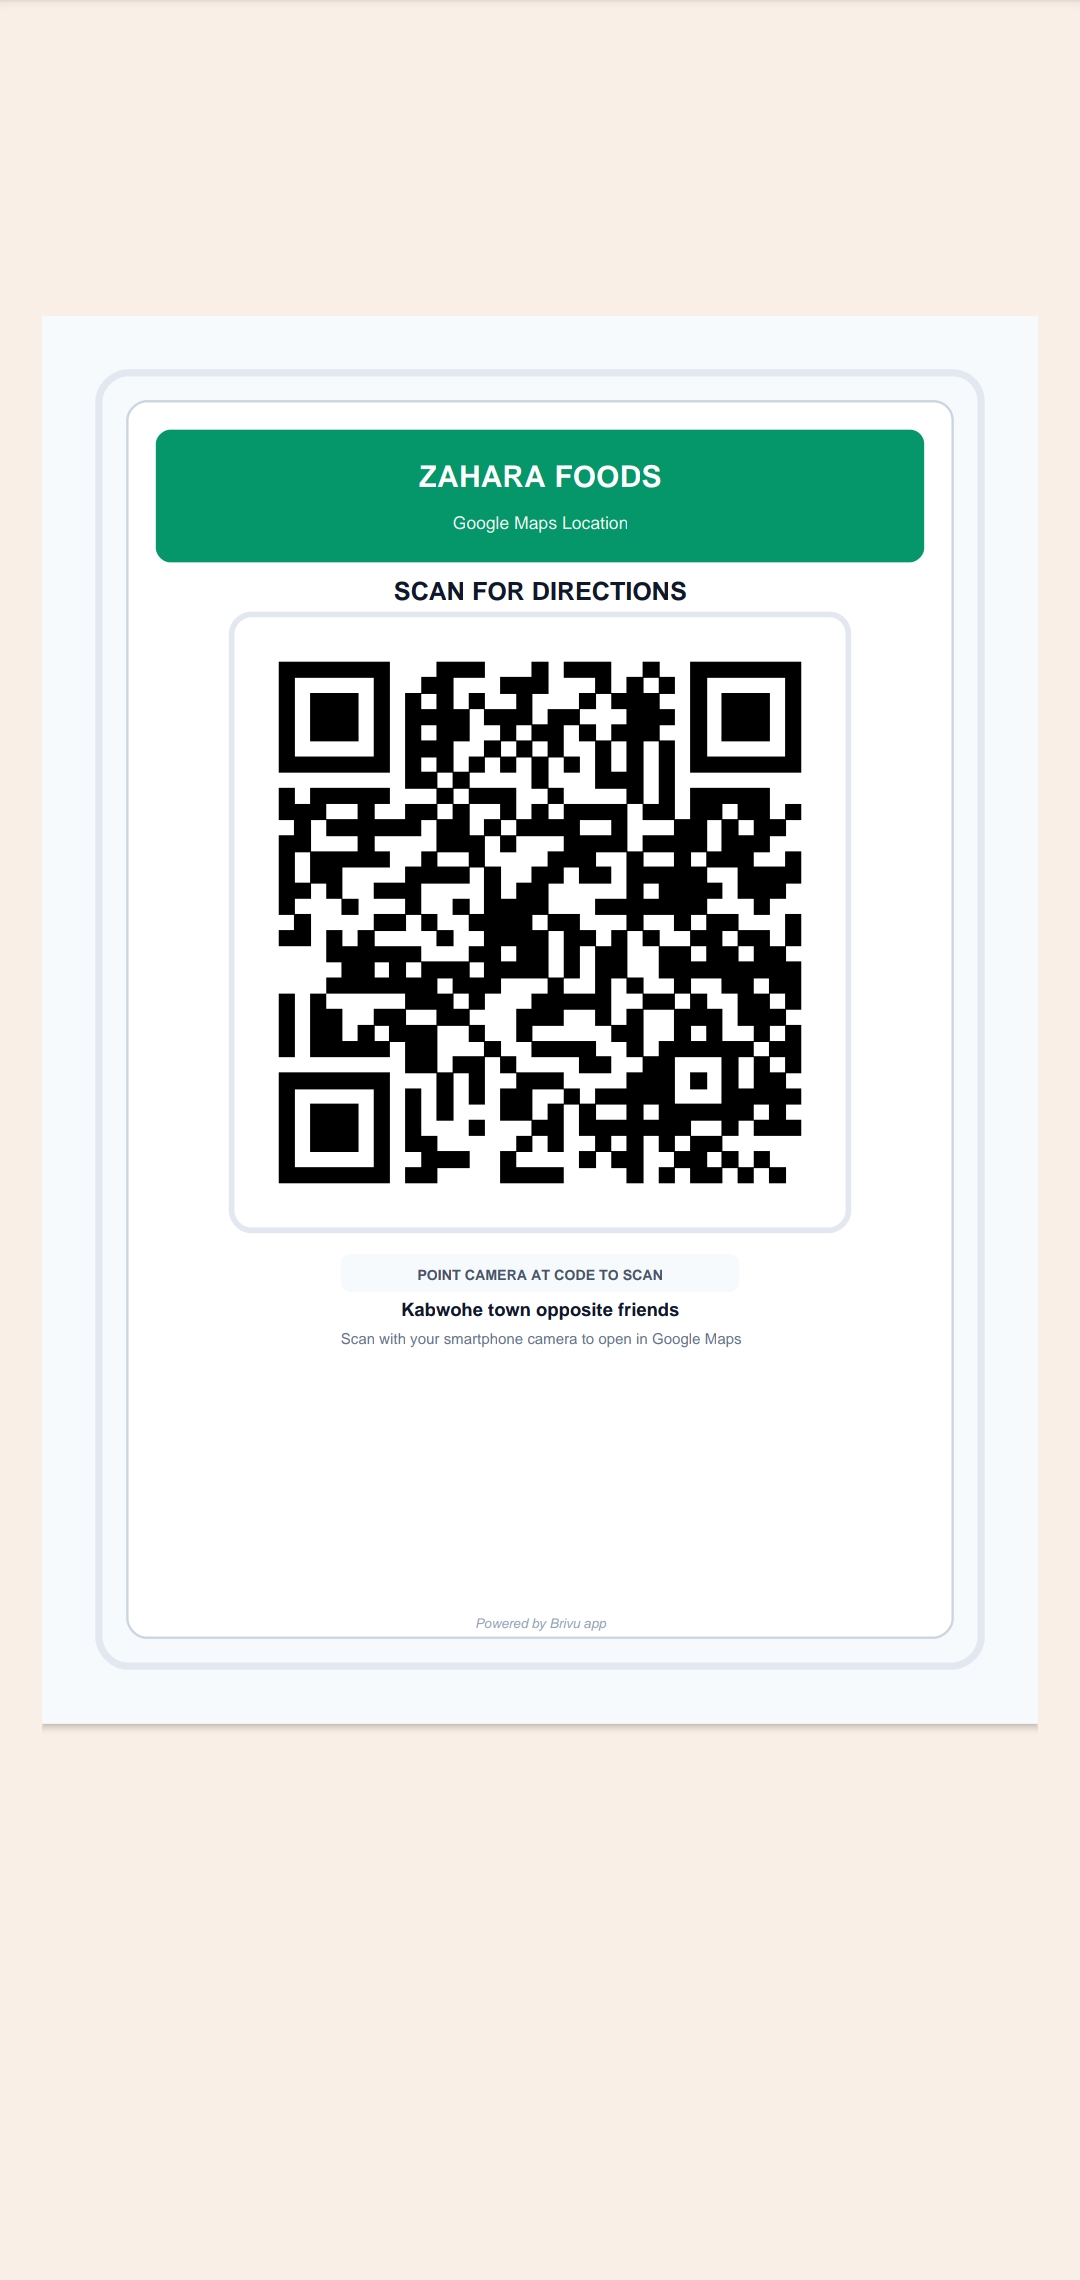 ZAHARA FOODS
Google Maps Location
SCAN FOR DIRECTIONS
POINT CAMERA AT CODE TO SCAN
Kabwohe town opposite friends
Scan with your smartphone camera to open in Google Maps
Powered by Brivu app